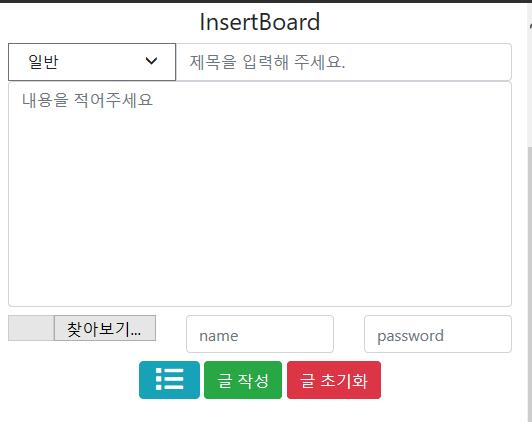 InsertBoard
일반 제목을 입력해 주세요.
내용을 적어주세요
찾아보기... name password
글 작성 글 초기화